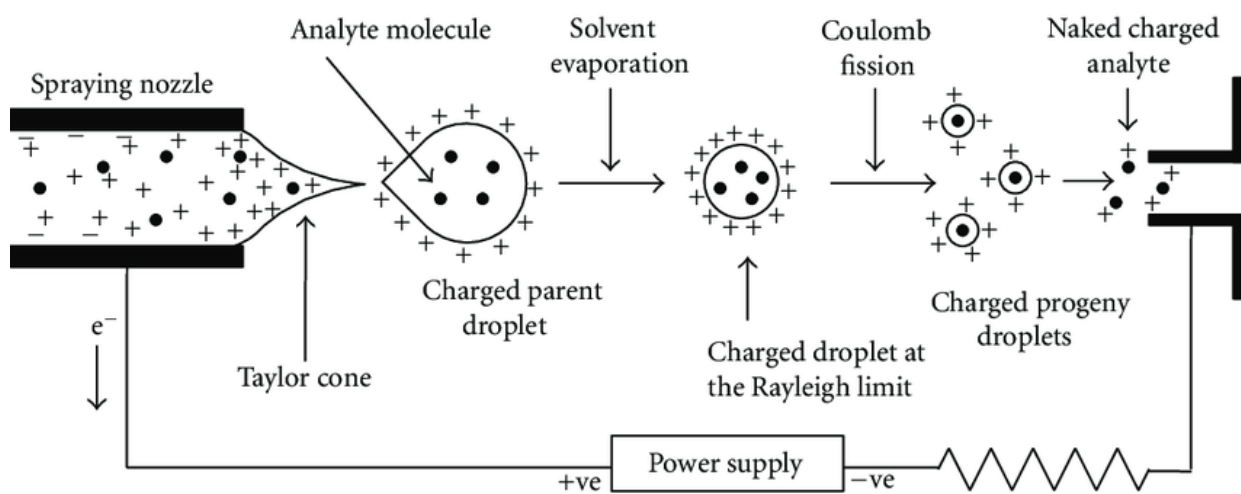 Analyte molecule
Solvent
evaporation
Coulomb
fission
Naked charged
analyte
Spraying nozzle
Charged parent
droplet
Charged progeny
droplets
e⁻
Taylor cone
Charged droplet at
the Rayleigh limit
+ve
Power supply
−ve